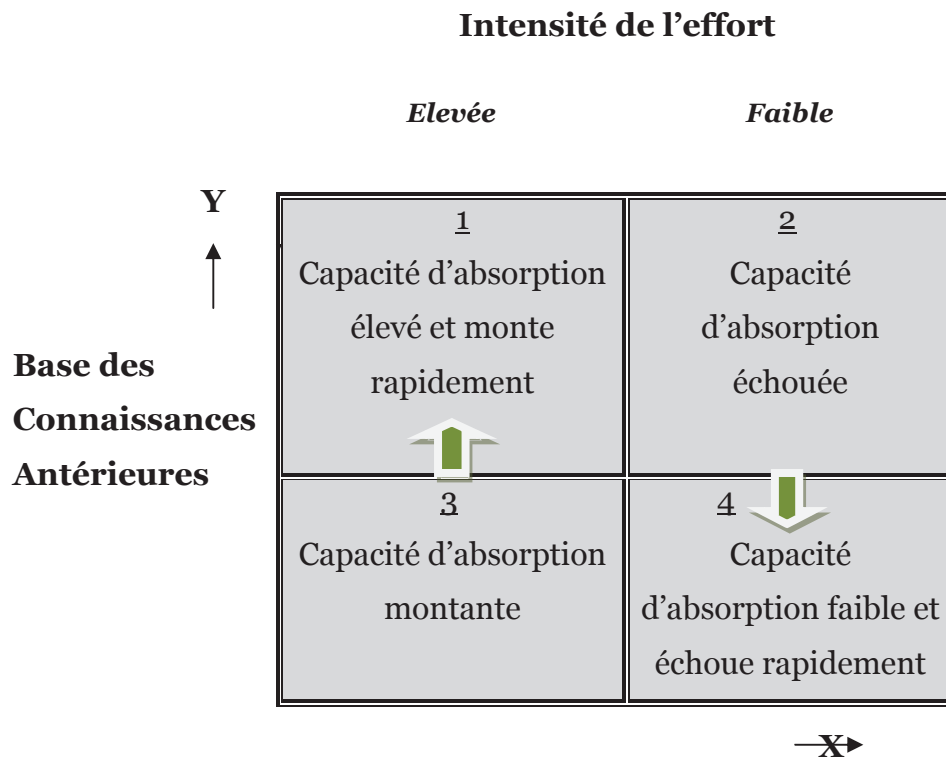 Intensité de l’effort
Elevée Faible
Y
1
Capacité d’absorption
élevé et monte
rapidement
2
Capacité
d’absorption
échouée
Base des
Connaissances
Antérieures
3
Capacité d’absorption
montante
4
Capacité
d’absorption faible et
échoue rapidement
X